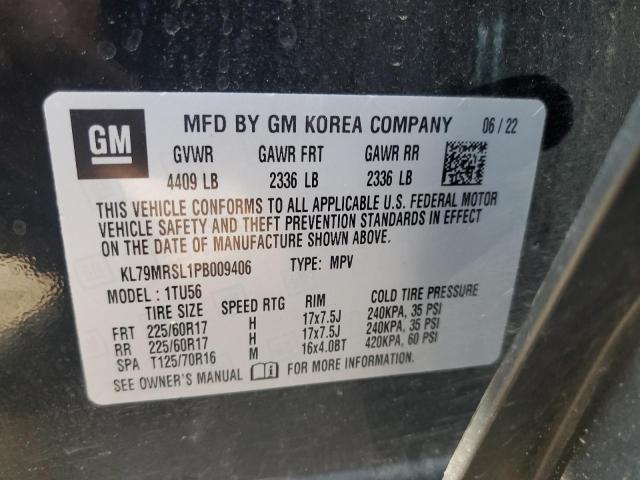 GM MFD BY GM KOREA COMPANY 06 / 22
GVWR GAWR FRT GAWR RR
4409 LB 2336 LB 2336 LB
THIS VEHICLE CONFORMS TO ALL APPLICABLE U.S. FEDERAL MOTOR
VEHICLE SAFETY AND THEFT PREVENTION STANDARDS IN EFFECT
ON THE DATE OF MANUFACTURE SHOWN ABOVE.
KL79MRSL1PB009406 TYPE: MPV
MODEL : 1TU56
TIRE SIZE SPEED RTG RIM COLD TIRE PRESSURE
FRT 225/60R17 H 17x7.5J 240KPA, 35 PSI
RR 225/60R17 H 17x7.5J 240KPA, 35 PSI
SPA T125/70R16 M 16x4.0BT 420KPA, 60 PSI
SEE OWNER'S MANUAL FOR MORE INFORMATION.